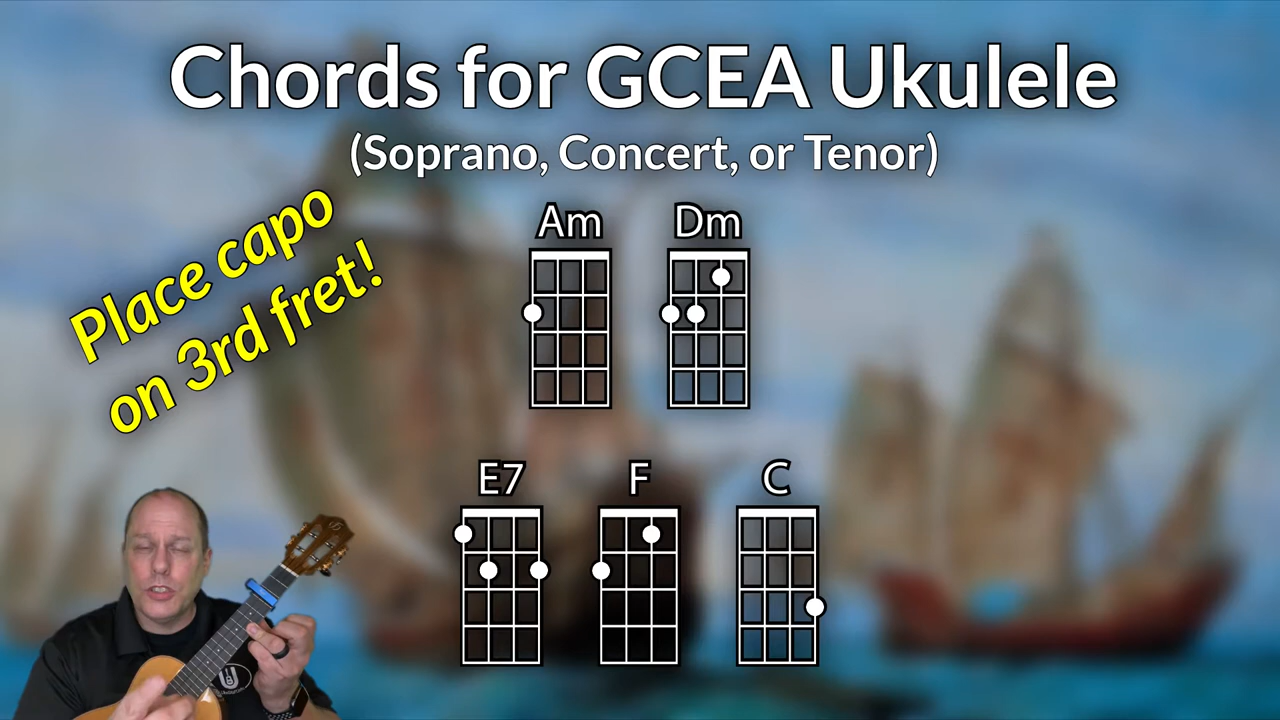 Chords for GCEA Ukulele
(Soprano, Concert, or Tenor)
Place capo
on 3rd fret!
Am Dm
E7 F C